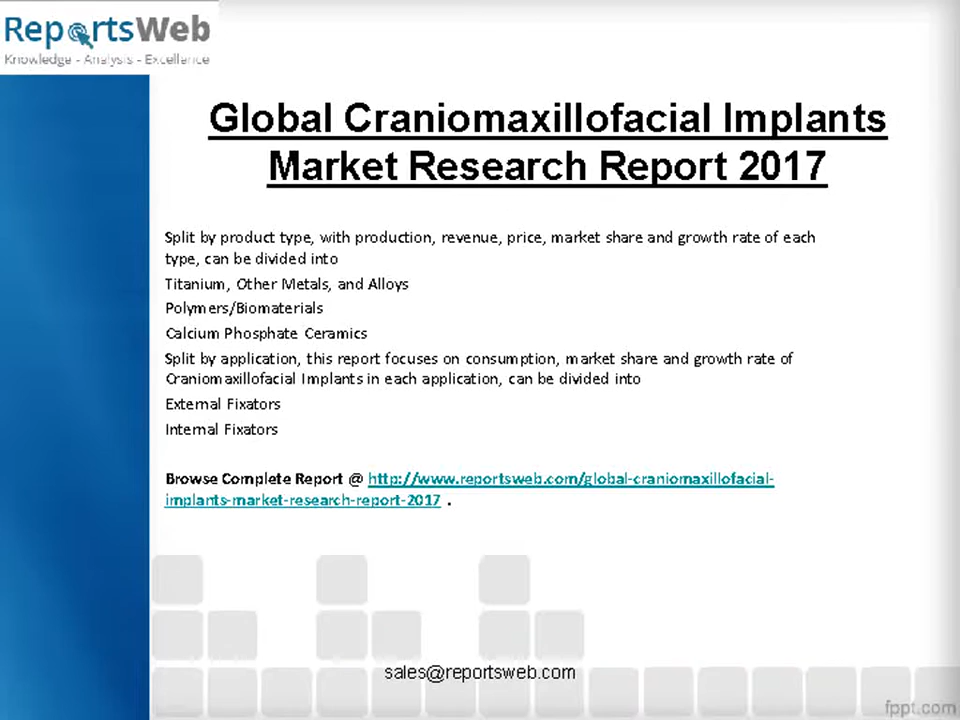 ReportsWeb
Knowledge - Analysis - Excellence
Global Craniomaxillofacial Implants
Market Research Report 2017
Split by product type, with production, revenue, price, market share and growth rate of each
type, can be divided into
Titanium, Other Metals, and Alloys
Polymers/Biomaterials
Calcium Phosphate Ceramics
Split by application, this report focuses on consumption, market share and growth rate of
Craniomaxillofacial Implants in each application, can be divided into
External Fixators
Internal Fixators
Browse Complete Report @ http://www.reportsweb.com/global-craniomaxillofacial-
implants-market-research-report-2017 .
sales@reportsweb.com
fppt.com